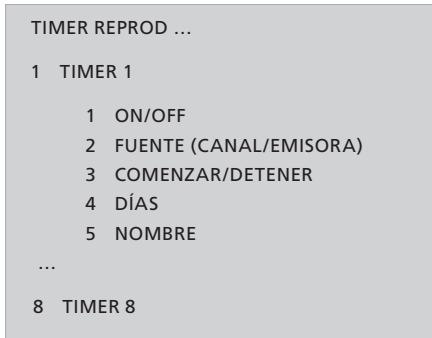 TIMER REPROD …
1 TIMER 1
1 ON/OFF
2 FUENTE (CANAL/EMISORA)
3 COMENZAR/DETENER
4 DÍAS
5 NOMBRE
…
8 TIMER 8